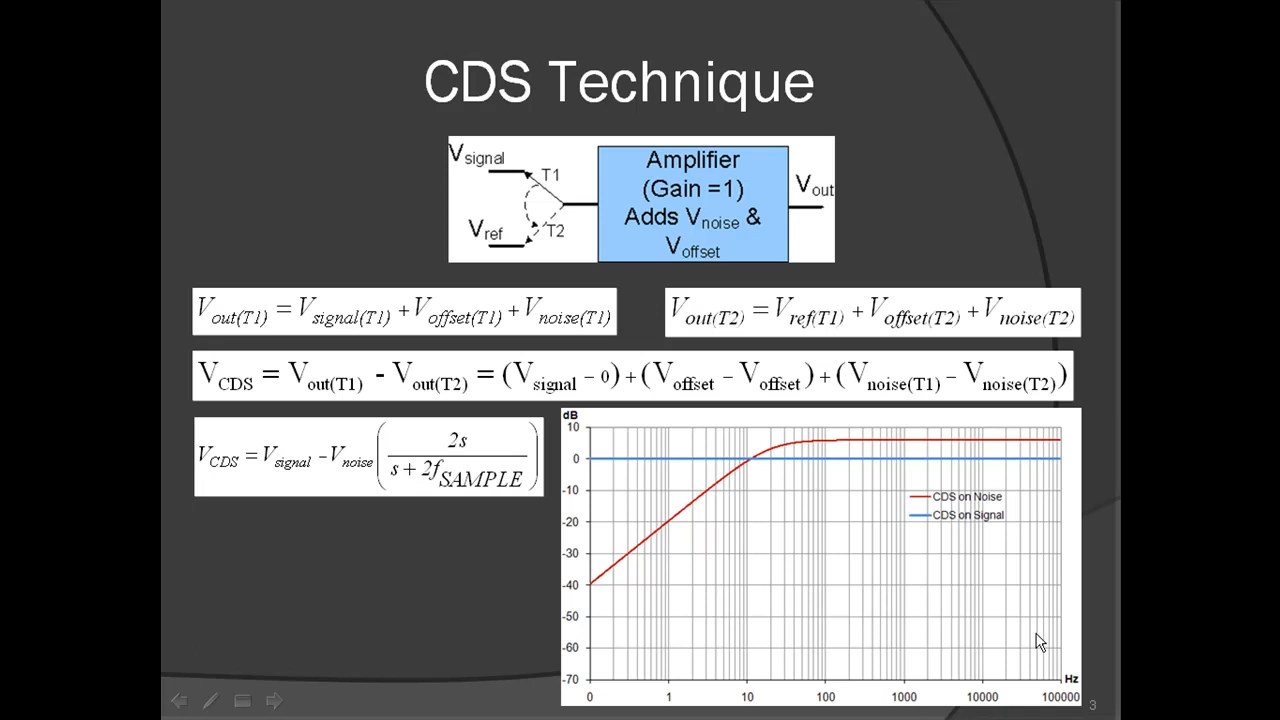 CDS Technique
Vsignal
T1
Vref
T2
Amplifier
(Gain =1)
Adds Vnoise &
Voffset
Vout
Vout(T1) = Vsignal(T1) + Voffset(T1) + Vnoise(T1)
Vout(T2) = Vref(T1) + Voffset(T2) + Vnoise(T2)
VCDS = Vout(T1) - Vout(T2) = (Vsignal − 0) + (Voffset − Voffset) + (Vnoise(T1) − Vnoise(T2))
VCDS = Vsignal − Vnoise (2s / (s + 2fSAMPLE))
dB
10
0
-10
-20
-30
-40
-50
-60
-70
CDS on Noise
CDS on Signal
Hz
0 1 10 100 1000 10000 100000
3